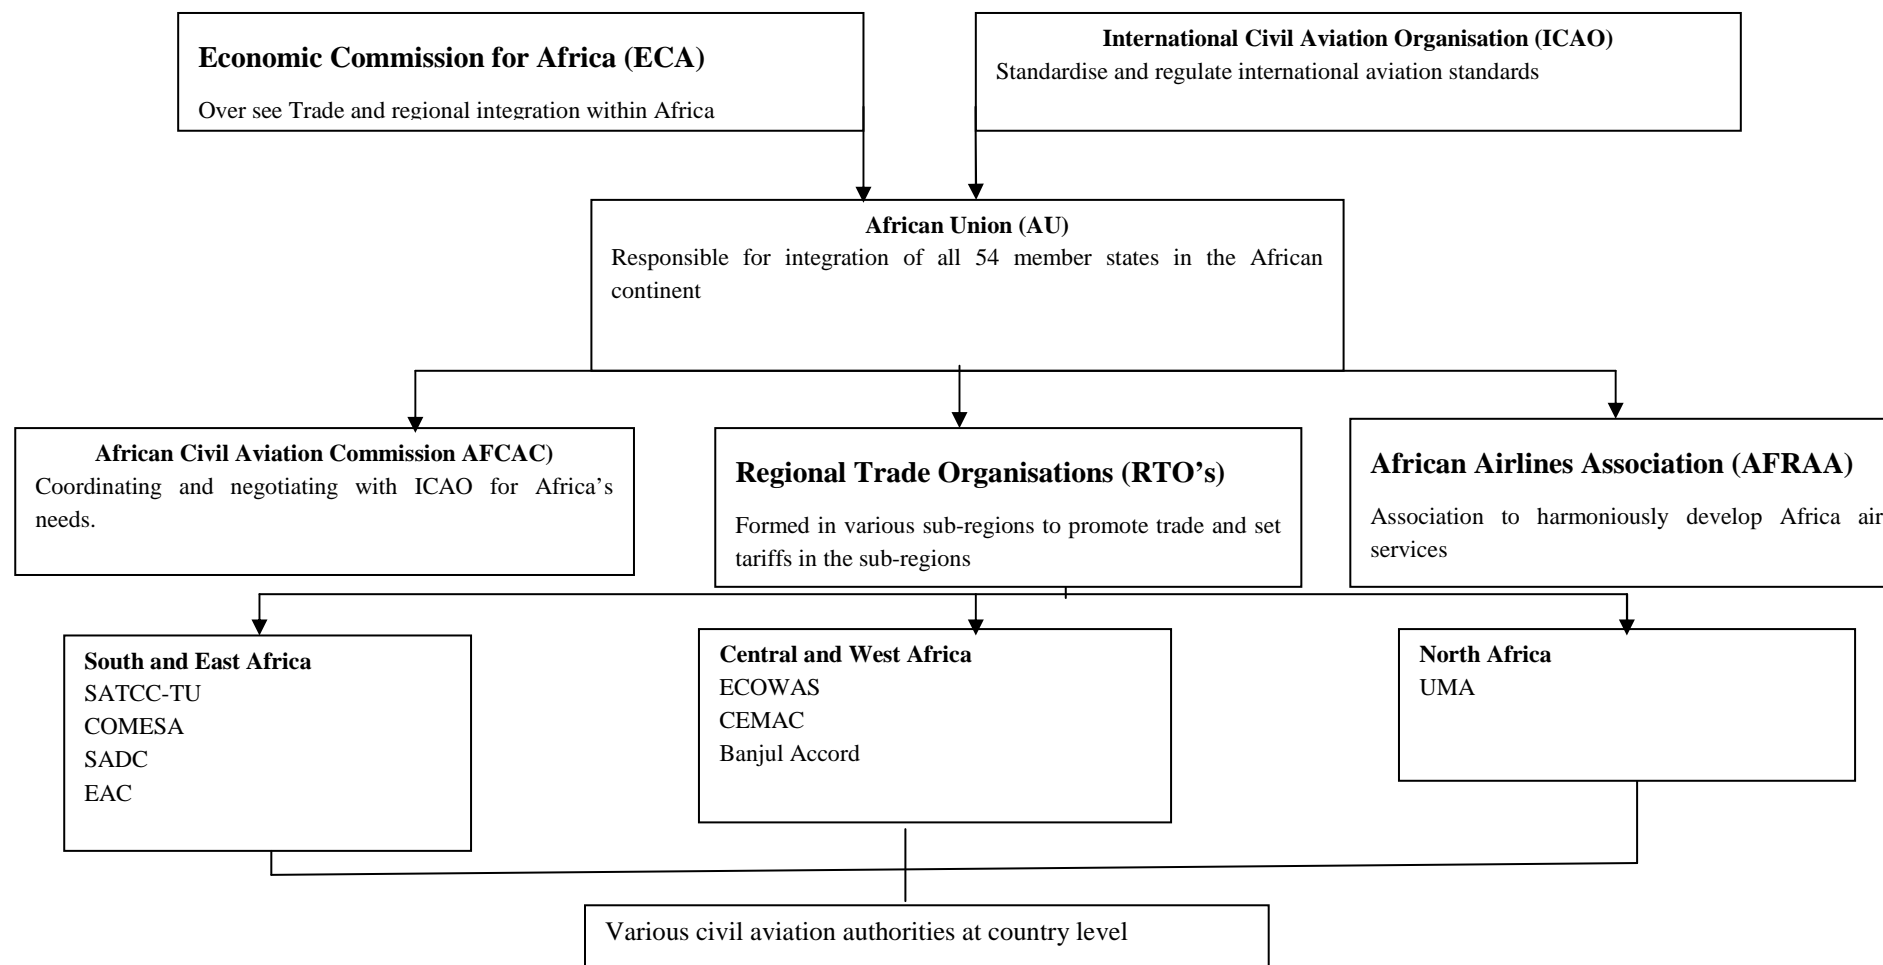 Economic Commission for Africa (ECA)
Over see Trade and regional integration within Africa
International Civil Aviation Organisation (ICAO)
Standardise and regulate international aviation standards
African Union (AU)
Responsible for integration of all 54 member states in the African
continent
African Civil Aviation Commission AFCAC)
Coordinating and negotiating with ICAO for Africa’s
needs.
Regional Trade Organisations (RTO’s)
Formed in various sub-regions to promote trade and set
tariffs in the sub-regions
African Airlines Association (AFRAA)
Association to harmoniously develop Africa air
services
South and East Africa
SATCC-TU
COMESA
SADC
EAC
Central and West Africa
ECOWAS
CEMAC
Banjul Accord
North Africa
UMA
Various civil aviation authorities at country level